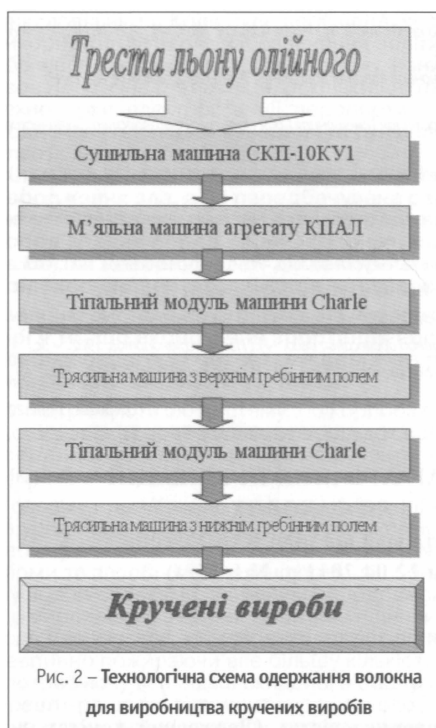 Треста льону олійного
Сушильна машина СКП-10КУ1
М'яльна машина агрегату КПАЛ
Тіпальний модуль машини Charle
Трясильна машина з верхнім гребінним полем
Тіпальний модуль машини Charle
Трясильна машина з нижнім гребінним полем
Кручені вироби
Рис. 2 – Технологічна схема одержання волокна
для виробництва кручених виробів